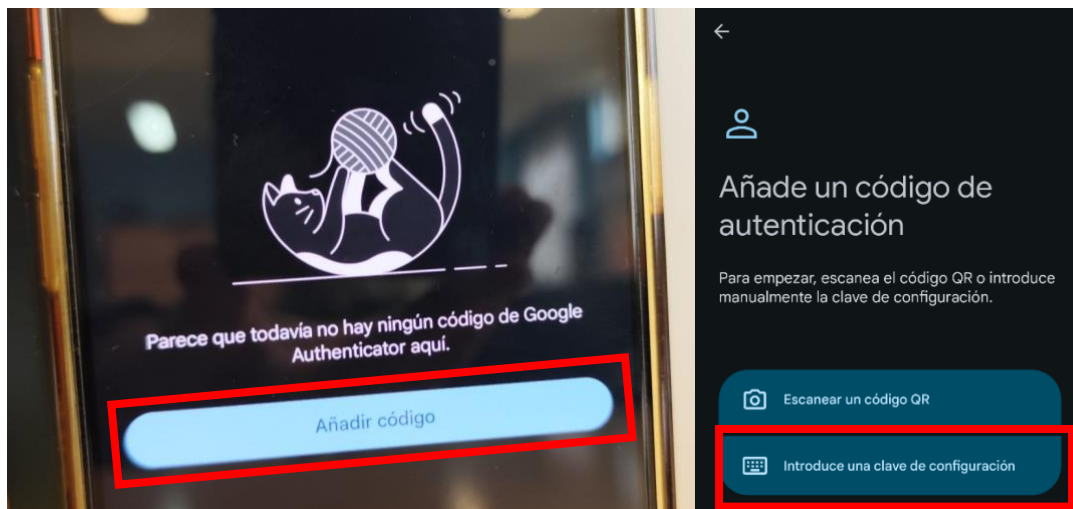 Parece que todavía no hay ningún código de Google
Authenticator aquí.
Añadir código
Añade un código de
autenticación
Para empezar, escanea el código QR o introduce
manualmente la clave de configuración.
Escanear un código QR
Introduce una clave de configuración